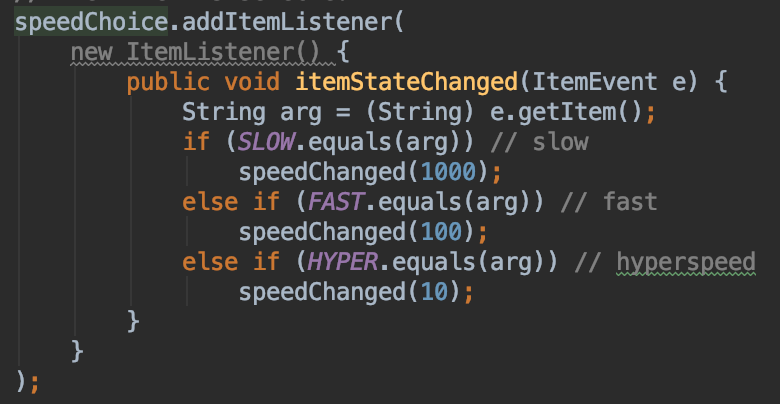 speedChoice.addItemListener(
new ItemListener() {
public void itemStateChanged(ItemEvent e) {
String arg = (String) e.getItem();
if (SLOW.equals(arg)) // slow
speedChanged(1000);
else if (FAST.equals(arg)) // fast
speedChanged(100);
else if (HYPER.equals(arg)) // hyperspeed
speedChanged(10);
}
}
);